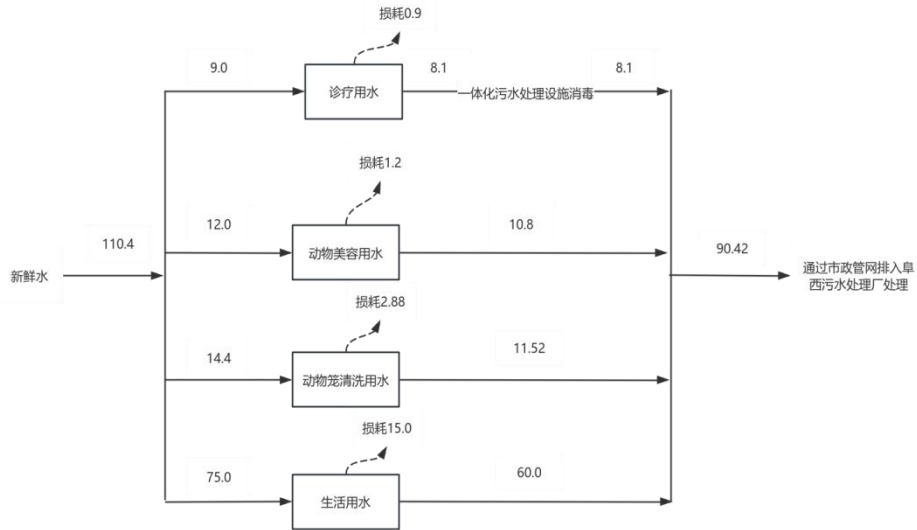 损耗0.9
9.0
诊疗用水
8.1
一体化污水处理设施消毒
8.1
损耗1.2
12.0
动物美容用水
10.8
新鲜水
110.4
90.42
通过市政管网排入阜
西污水处理厂处理
损耗2.88
14.4
动物笼清洗用水
11.52
损耗15.0
75.0
生活用水
60.0